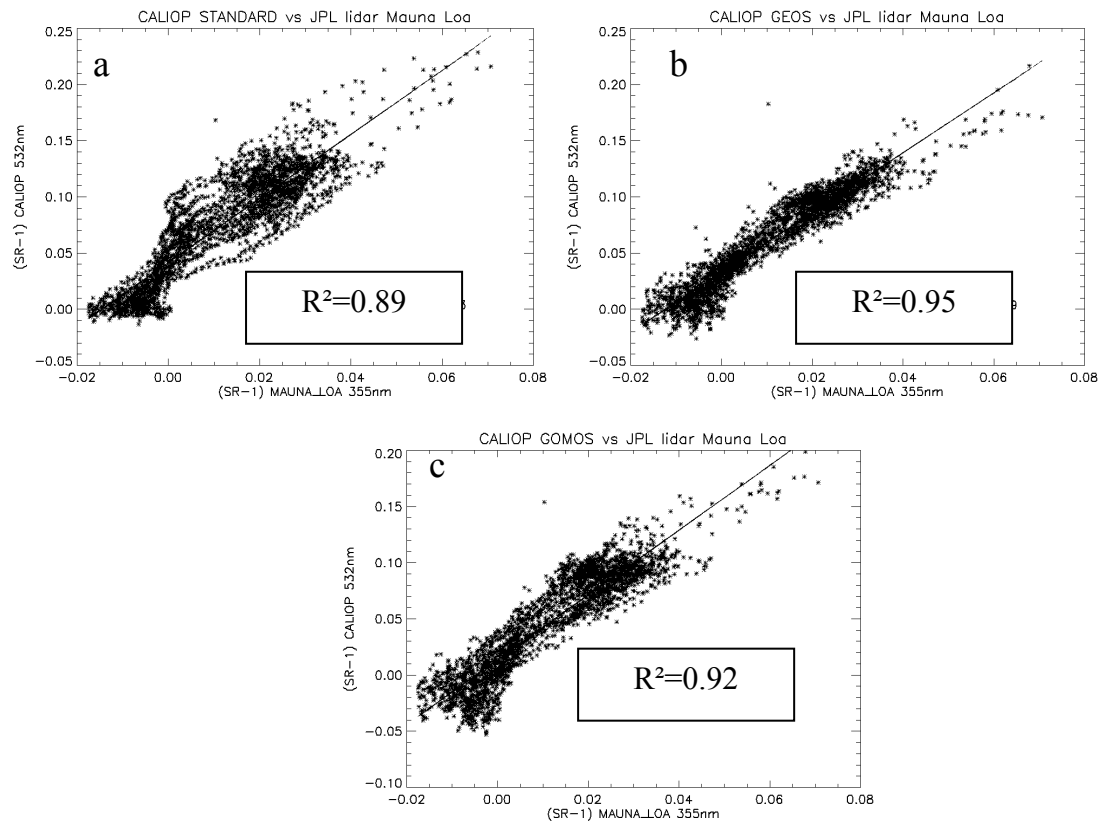 CALIOP STANDARD vs JPL lidar Mauna Loa
a
0.25
0.20
0.15
0.10
0.05
0.00
-0.05
(SR-1) CALIOP 532nm
R²=0.89
-0.02 0.00 0.02 0.04 0.06 0.08
(SR-1) MAUNA_LOA 355nm
CALIOP GEOS vs JPL lidar Mauna Loa
b
0.25
0.20
0.15
0.10
0.05
0.00
-0.05
(SR-1) CALIOP 532nm
R²=0.95
9
-0.02 0.00 0.02 0.04 0.06 0.08
(SR-1) MAUNA_LOA 355nm
CALIOP GOMOS vs JPL lidar Mauna Loa
c
0.20
0.15
0.10
0.05
0.00
-0.05
-0.10
(SR-1) CALIOP 532nm
R²=0.92
-0.02 0.00 0.02 0.04 0.06 0.08
(SR-1) MAUNA_LOA 355nm